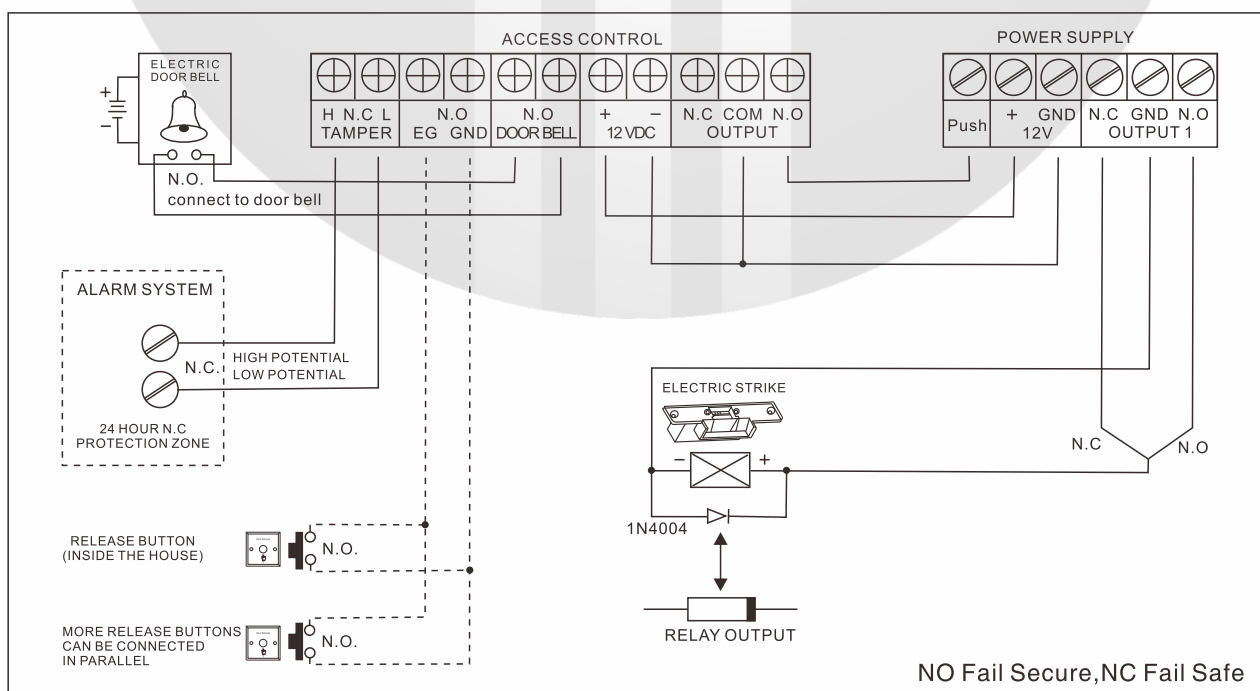 ACCESS CONTROL
POWER SUPPLY
ELECTRIC
DOOR BELL
+
−
H N.C L
TAMPER
N.O
EG GND
N.O
DOOR BELL
+ −
12 VDC
N.C COM N.O
OUTPUT
Push
+ GND
12V
N.C GND N.O
OUTPUT 1
N.O.
connect to door bell
ALARM SYSTEM
N.C.
HIGH POTENTIAL
LOW POTENTIAL
24 HOUR N.C
PROTECTION ZONE
ELECTRIC STRIKE
− +
N.C
N.O
1N4004
RELEASE BUTTON
(INSIDE THE HOUSE)
N.O.
MORE RELEASE BUTTONS
CAN BE CONNECTED
IN PARALLEL
N.O.
RELAY OUTPUT
NO Fail Secure,NC Fail Safe